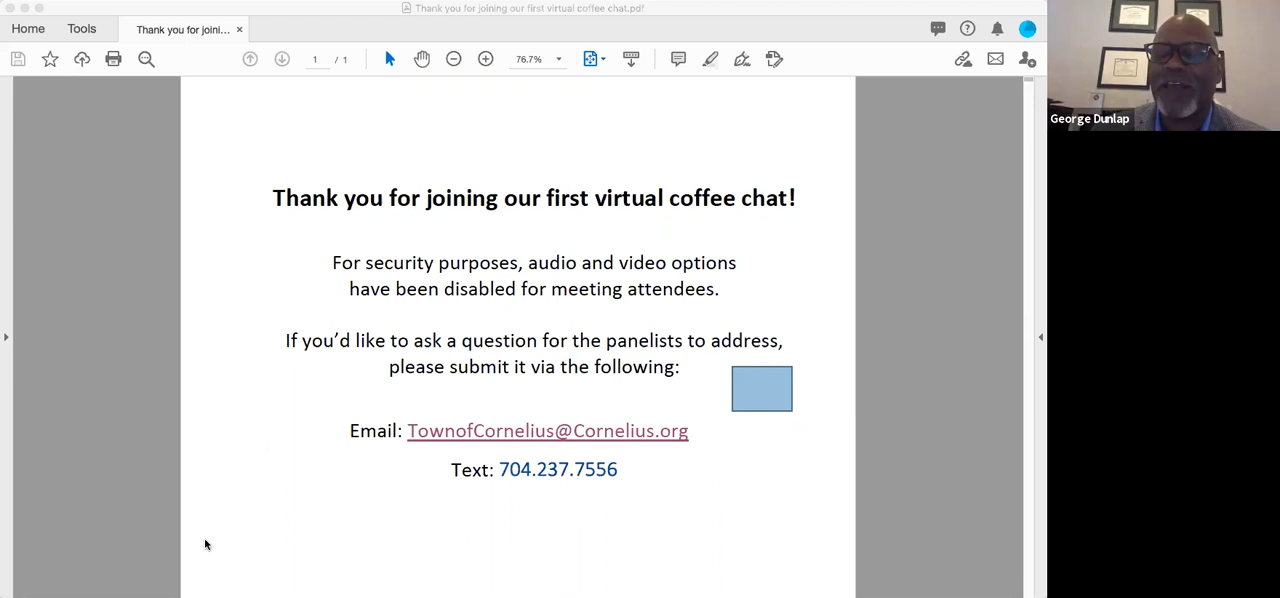 Thank you for joining our first virtual coffee chat.pdf
Home Tools Thank you for joini... ×
1 / 1 76.7%
George Dunlap
Thank you for joining our first virtual coffee chat!
For security purposes, audio and video options
have been disabled for meeting attendees.
If you’d like to ask a question for the panelists to address,
please submit it via the following:
Email: TownofCornelius@Cornelius.org
Text: 704.237.7556